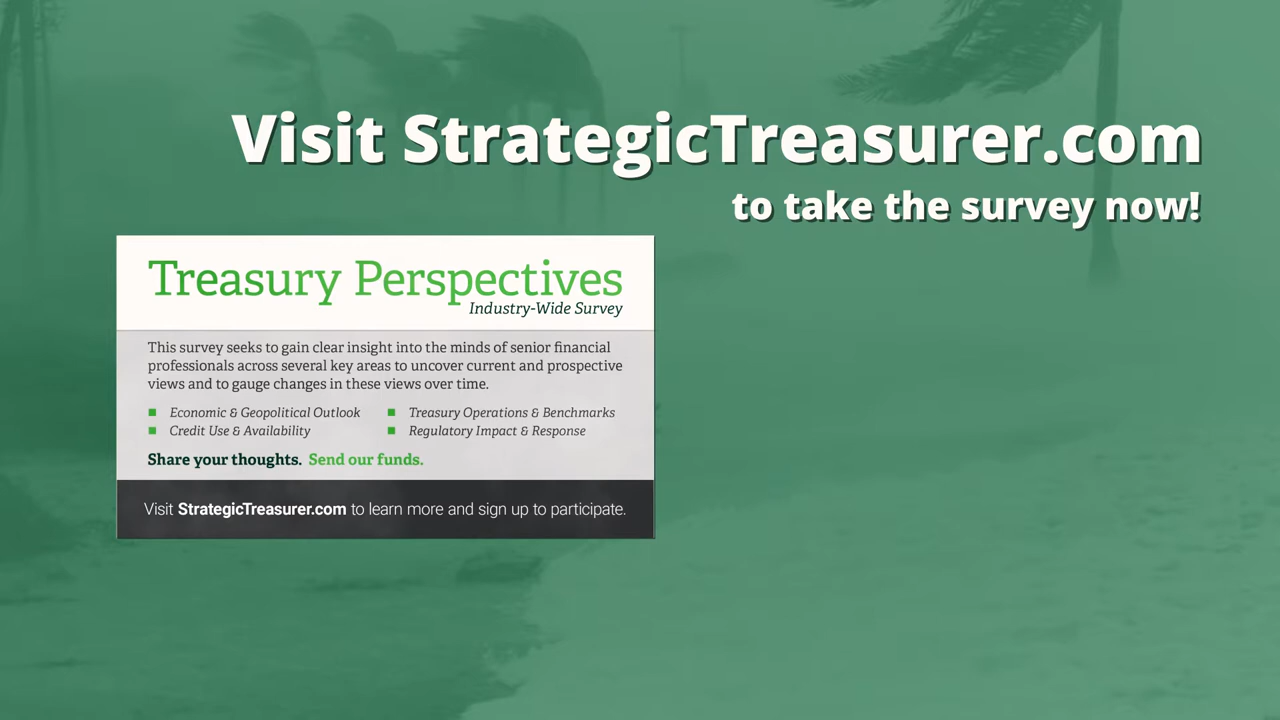 Visit StrategicTreasurer.com
to take the survey now!
Treasury Perspectives
Industry-Wide Survey
This survey seeks to gain clear insight into the minds of senior financial
professionals across several key areas to uncover current and prospective
views and to gauge changes in these views over time.
■ Economic & Geopolitical Outlook
■ Credit Use & Availability
■ Treasury Operations & Benchmarks
■ Regulatory Impact & Response
Share your thoughts. Send our funds.
Visit StrategicTreasurer.com to learn more and sign up to participate.